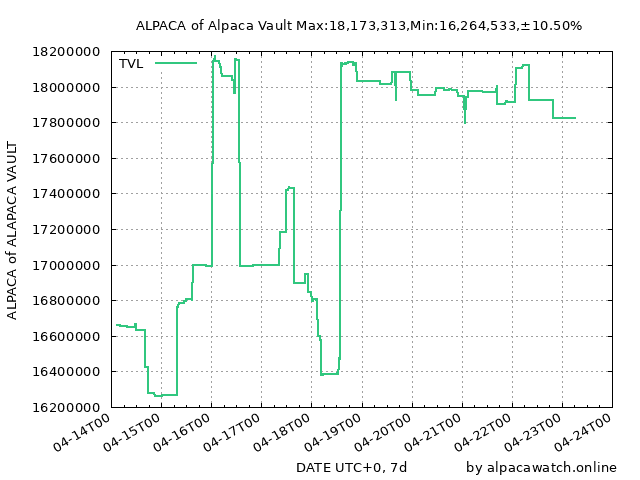 ALPACA of Alpaca Vault Max:18,173,313,Min:16,264,533,±10.50%
TVL
ALPACA of ALAPACA VAULT
18200000
18000000
17800000
17600000
17400000
17200000
17000000
16800000
16600000
16400000
16200000
04-14T00
04-15T00
04-16T00
04-17T00
04-18T00
04-19T00
04-20T00
04-21T00
04-22T00
04-23T00
04-24T00
DATE UTC+0, 7d
by alpacawatch.online